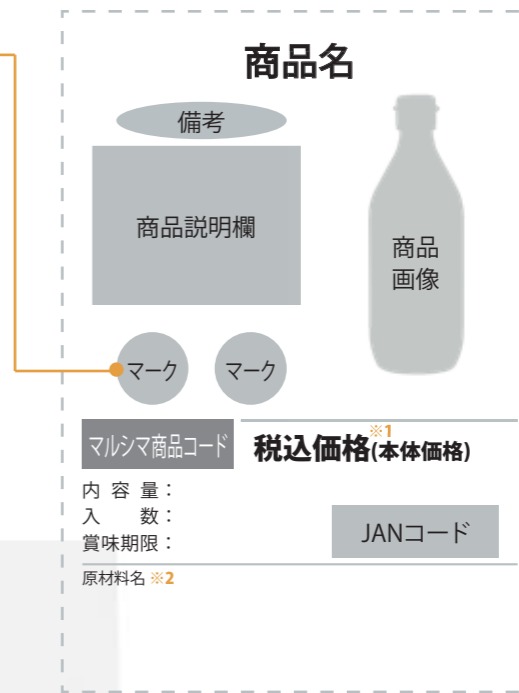 商品名
備考
商品説明欄
商品
画像
マーク
マーク
マルシマ商品コード
税込価格※1(本体価格)
内 容 量：
入　　数：
賞味期限：
JANコード
原材料名 ※2